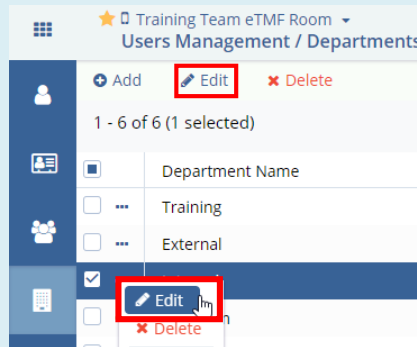 Training Team eTMF Room
Users Management / Departments
Add Edit Delete
1 - 6 of 6 (1 selected)
Department Name
Training
External
Edit
Delete